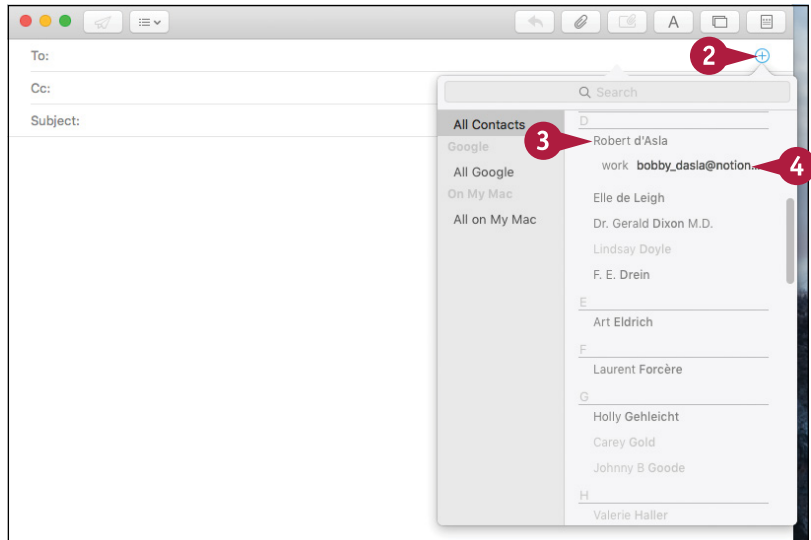 To:
2
Cc:
Search
Subject:
All Contacts
Google
All Google
On My Mac
All on My Mac
D
3
Robert d'Asla
work bobby_dasla@notion...
4
Elle de Leigh
Dr. Gerald Dixon M.D.
Lindsay Doyle
F. E. Drein
E
Art Eldrich
F
Laurent Forcère
G
Holly Gehleicht
Carey Gold
Johnny B Goode
H
Valerie Haller
A